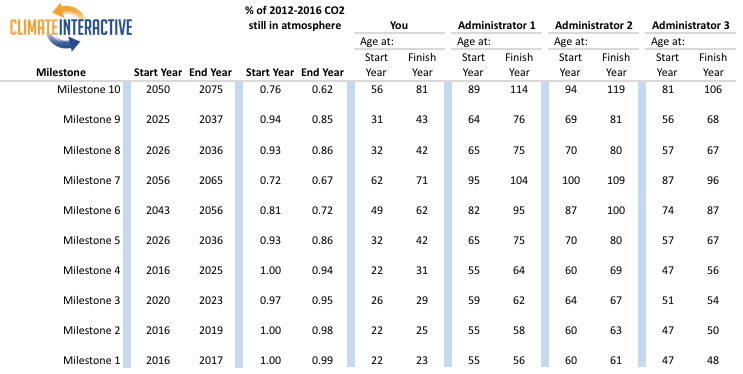 CLIMATEINTERACTIVE
% of 2012-2016 CO2
still in atmosphere
You Administrator 1 Administrator 2 Administrator 3
Age at: Age at: Age at: Age at:
Start Finish Start Finish Start Finish Start Finish
Milestone Start Year End Year Start Year End Year Year Year Year Year Year Year Year Year
Milestone 10 2050 2075 0.76 0.62 56 81 89 114 94 119 81 106
Milestone 9 2025 2037 0.94 0.85 31 43 64 76 69 81 56 68
Milestone 8 2026 2036 0.93 0.86 32 42 65 75 70 80 57 67
Milestone 7 2056 2065 0.72 0.67 62 71 95 104 100 109 87 96
Milestone 6 2043 2056 0.81 0.72 49 62 82 95 87 100 74 87
Milestone 5 2026 2036 0.93 0.86 32 42 65 75 70 80 57 67
Milestone 4 2016 2025 1.00 0.94 22 31 55 64 60 69 47 56
Milestone 3 2020 2023 0.97 0.95 26 29 59 62 64 67 51 54
Milestone 2 2016 2019 1.00 0.98 22 25 55 58 60 63 47 50
Milestone 1 2016 2017 1.00 0.99 22 23 55 56 60 61 47 48